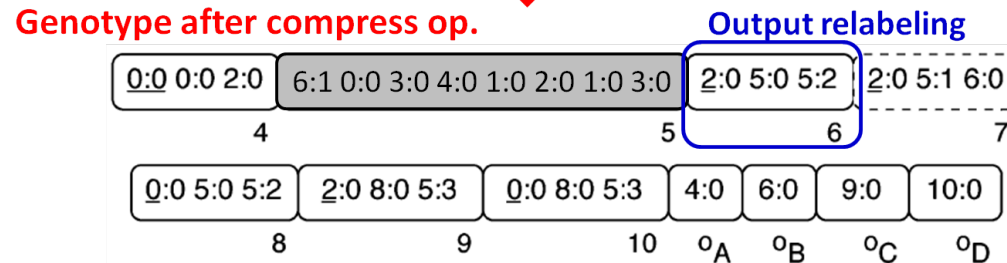 Genotype after compress op. Output relabeling
0:0 0:0 2:0 6:1 0:0 3:0 4:0 1:0 2:0 1:0 3:0 2:0 5:0 5:2 2:0 5:1 6:0
4 5 6 7
0:0 5:0 5:2 2:0 8:0 5:3 0:0 8:0 5:3 4:0 6:0 9:0 10:0
8 9 10 oA oB oC oD